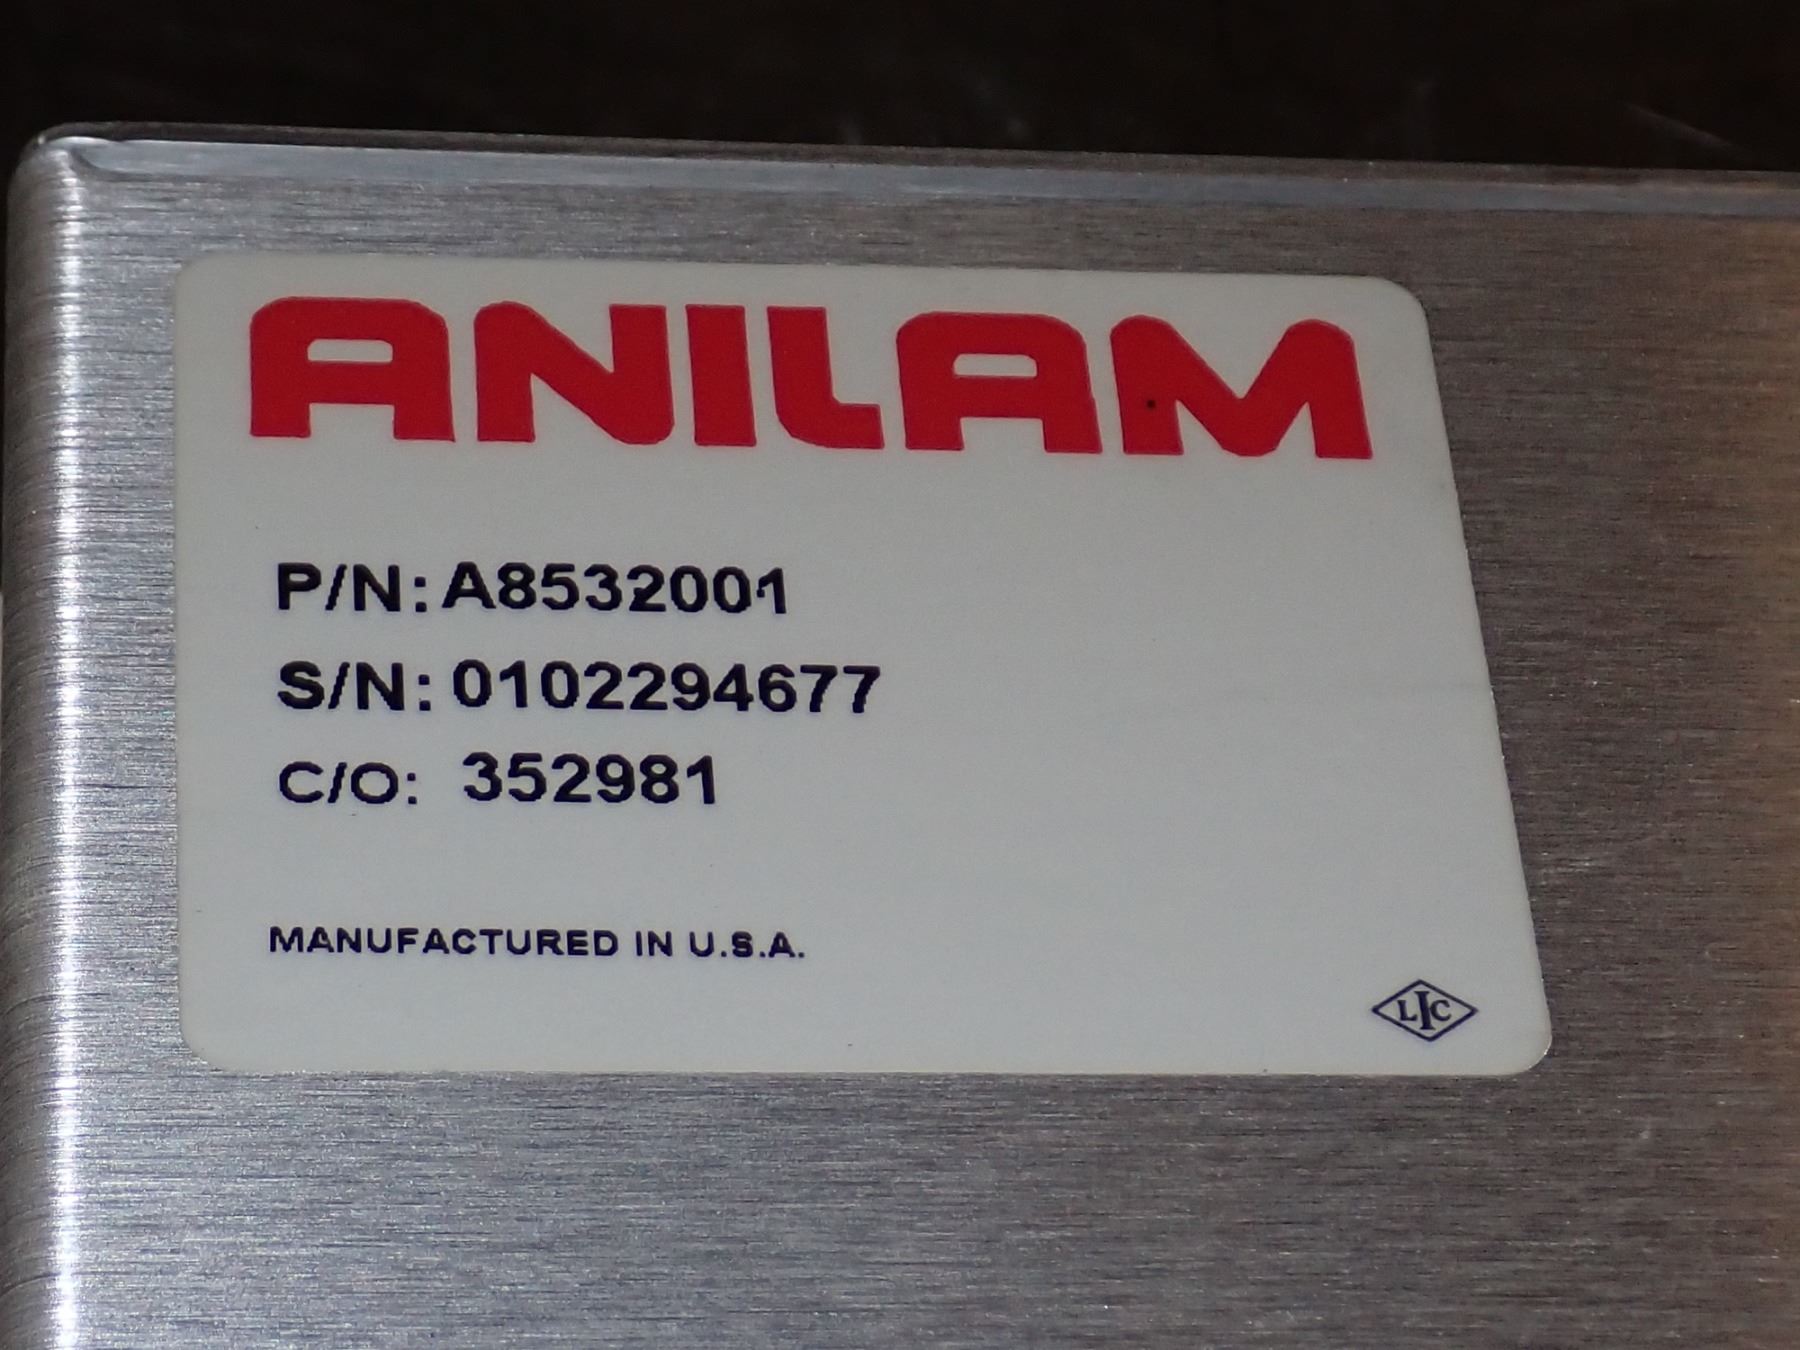 ANILAM
P/N: A8532001
S/N: 0102294677
C/O: 352981
MANUFACTURED IN U.S.A.
LIC